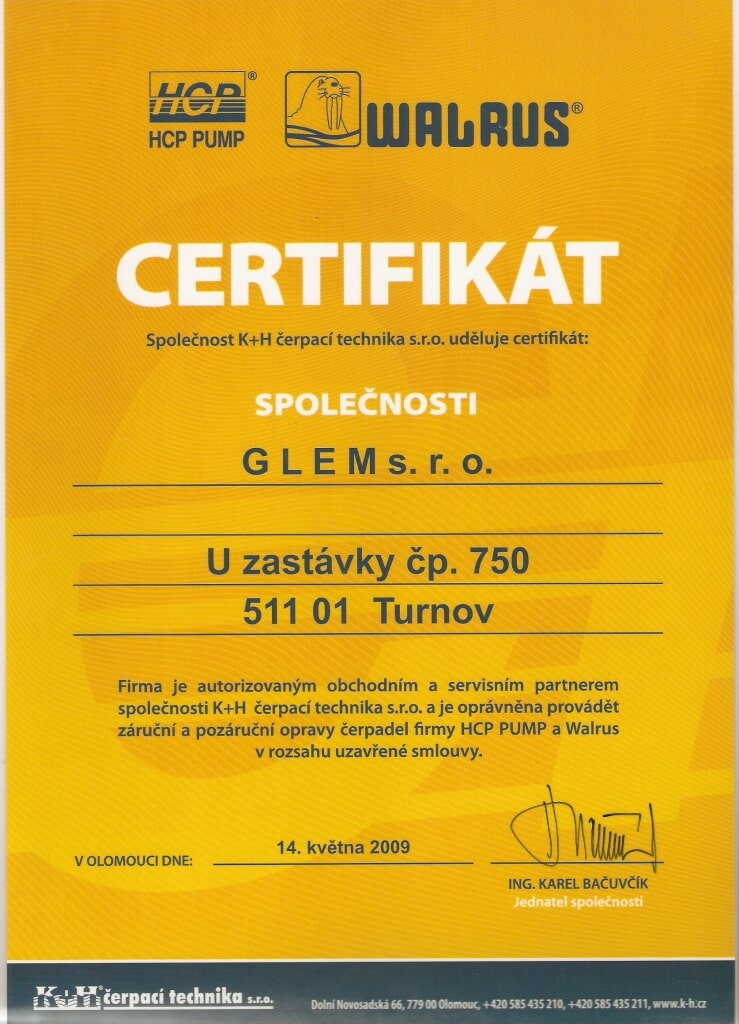 HCP®
HCP PUMP
WALRUS®
CERTIFIKÁT
Společnost K+H čerpací technika s.r.o. uděluje certifikát:
SPOLEČNOSTI
G L E M s. r. o.
U zastávky čp. 750
511 01 Turnov
Firma je autorizovaným obchodním a servisním partnerem
společnosti K+H čerpací technika s.r.o. a je oprávněna provádět
záruční a pozáruční opravy čerpadel firmy HCP PUMP a Walrus
v rozsahu uzavřené smlouvy.
V OLOMOUCI DNE: 14. května 2009
ING. KAREL BAČUVČÍK
Jednatel společnosti
K+H® čerpací technika s.r.o.
Dolní Novosadská 66, 779 00 Olomouc, +420 585 435 210, +420 585 435 211, www.k-h.cz